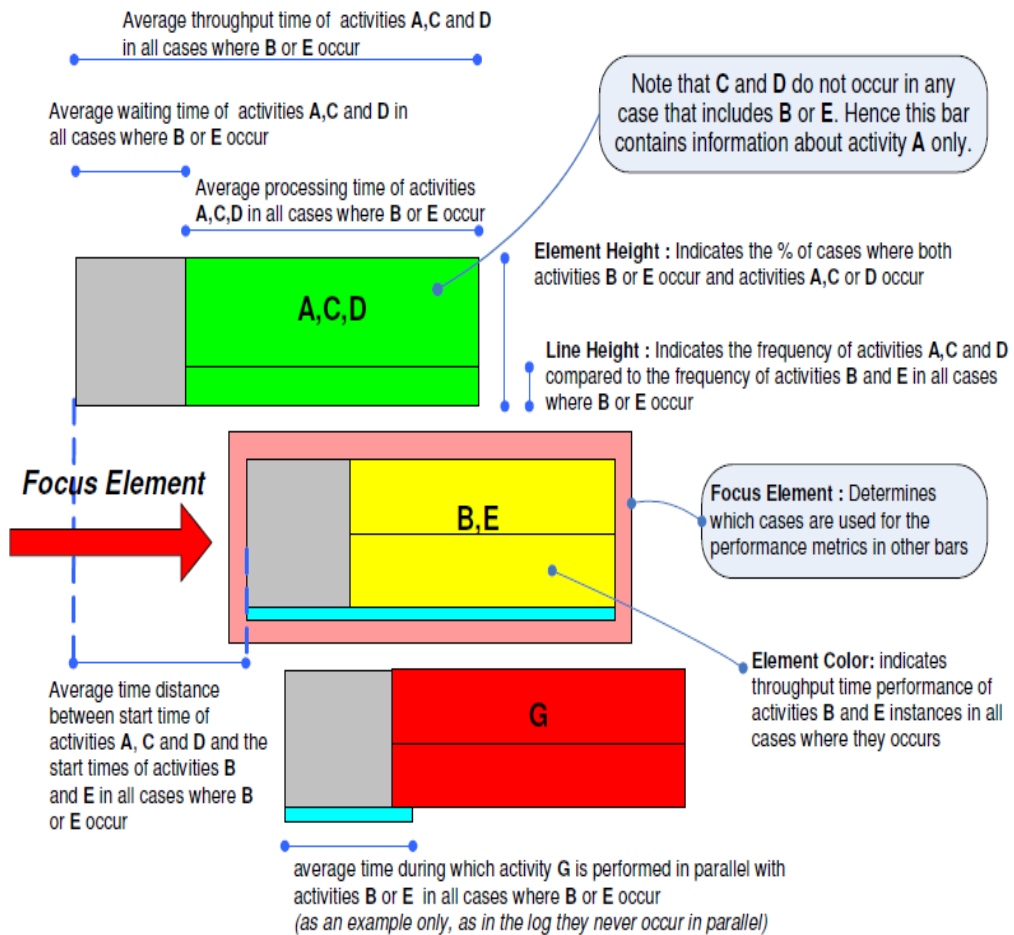 Average throughput time of activities A,C and D
in all cases where B or E occur
Note that C and D do not occur in any
case that includes B or E. Hence this bar
contains information about activity A only.
Average waiting time of activities A,C and D in
all cases where B or E occur
Average processing time of activities
A,C,D in all cases where B or E occur
Element Height : Indicates the % of cases where both
activities B or E occur and activities A,C or D occur
A,C,D
Line Height : Indicates the frequency of activities A,C and D
compared to the frequency of activities B and E in all cases
where B or E occur
Focus Element
B,E
Focus Element : Determines
which cases are used for the
performance metrics in other bars
Element Color: indicates
throughput time performance of
activities B and E instances in all
cases where they occurs
Average time distance
between start time of
activities A, C and D and the
start times of activities B
and E in all cases where B
or E occur
G
average time during which activity G is performed in parallel with
activities B or E in all cases where B or E occur
(as an example only, as in the log they never occur in parallel)